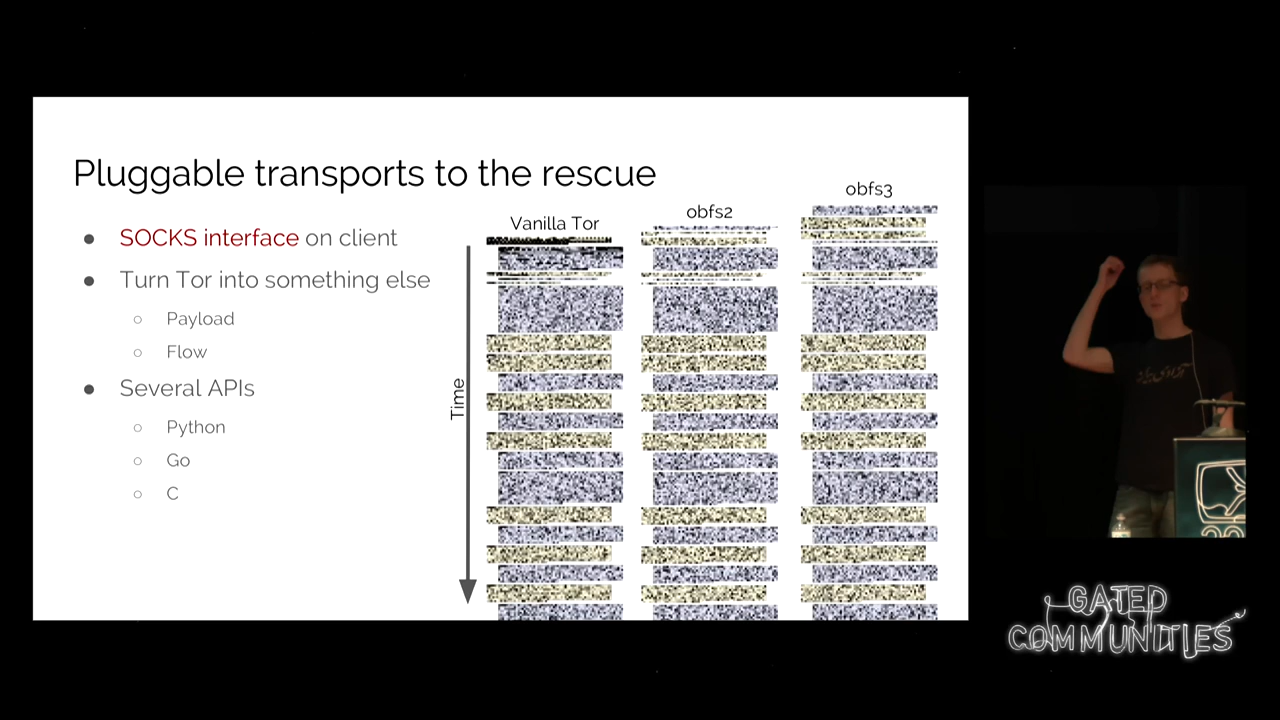 Pluggable transports to the rescue
● SOCKS interface on client
● Turn Tor into something else
○ Payload
○ Flow
● Several APIs
○ Python
○ Go
○ C
Time
Vanilla Tor
obfs2
obfs3
GATED
COMMUNITIES